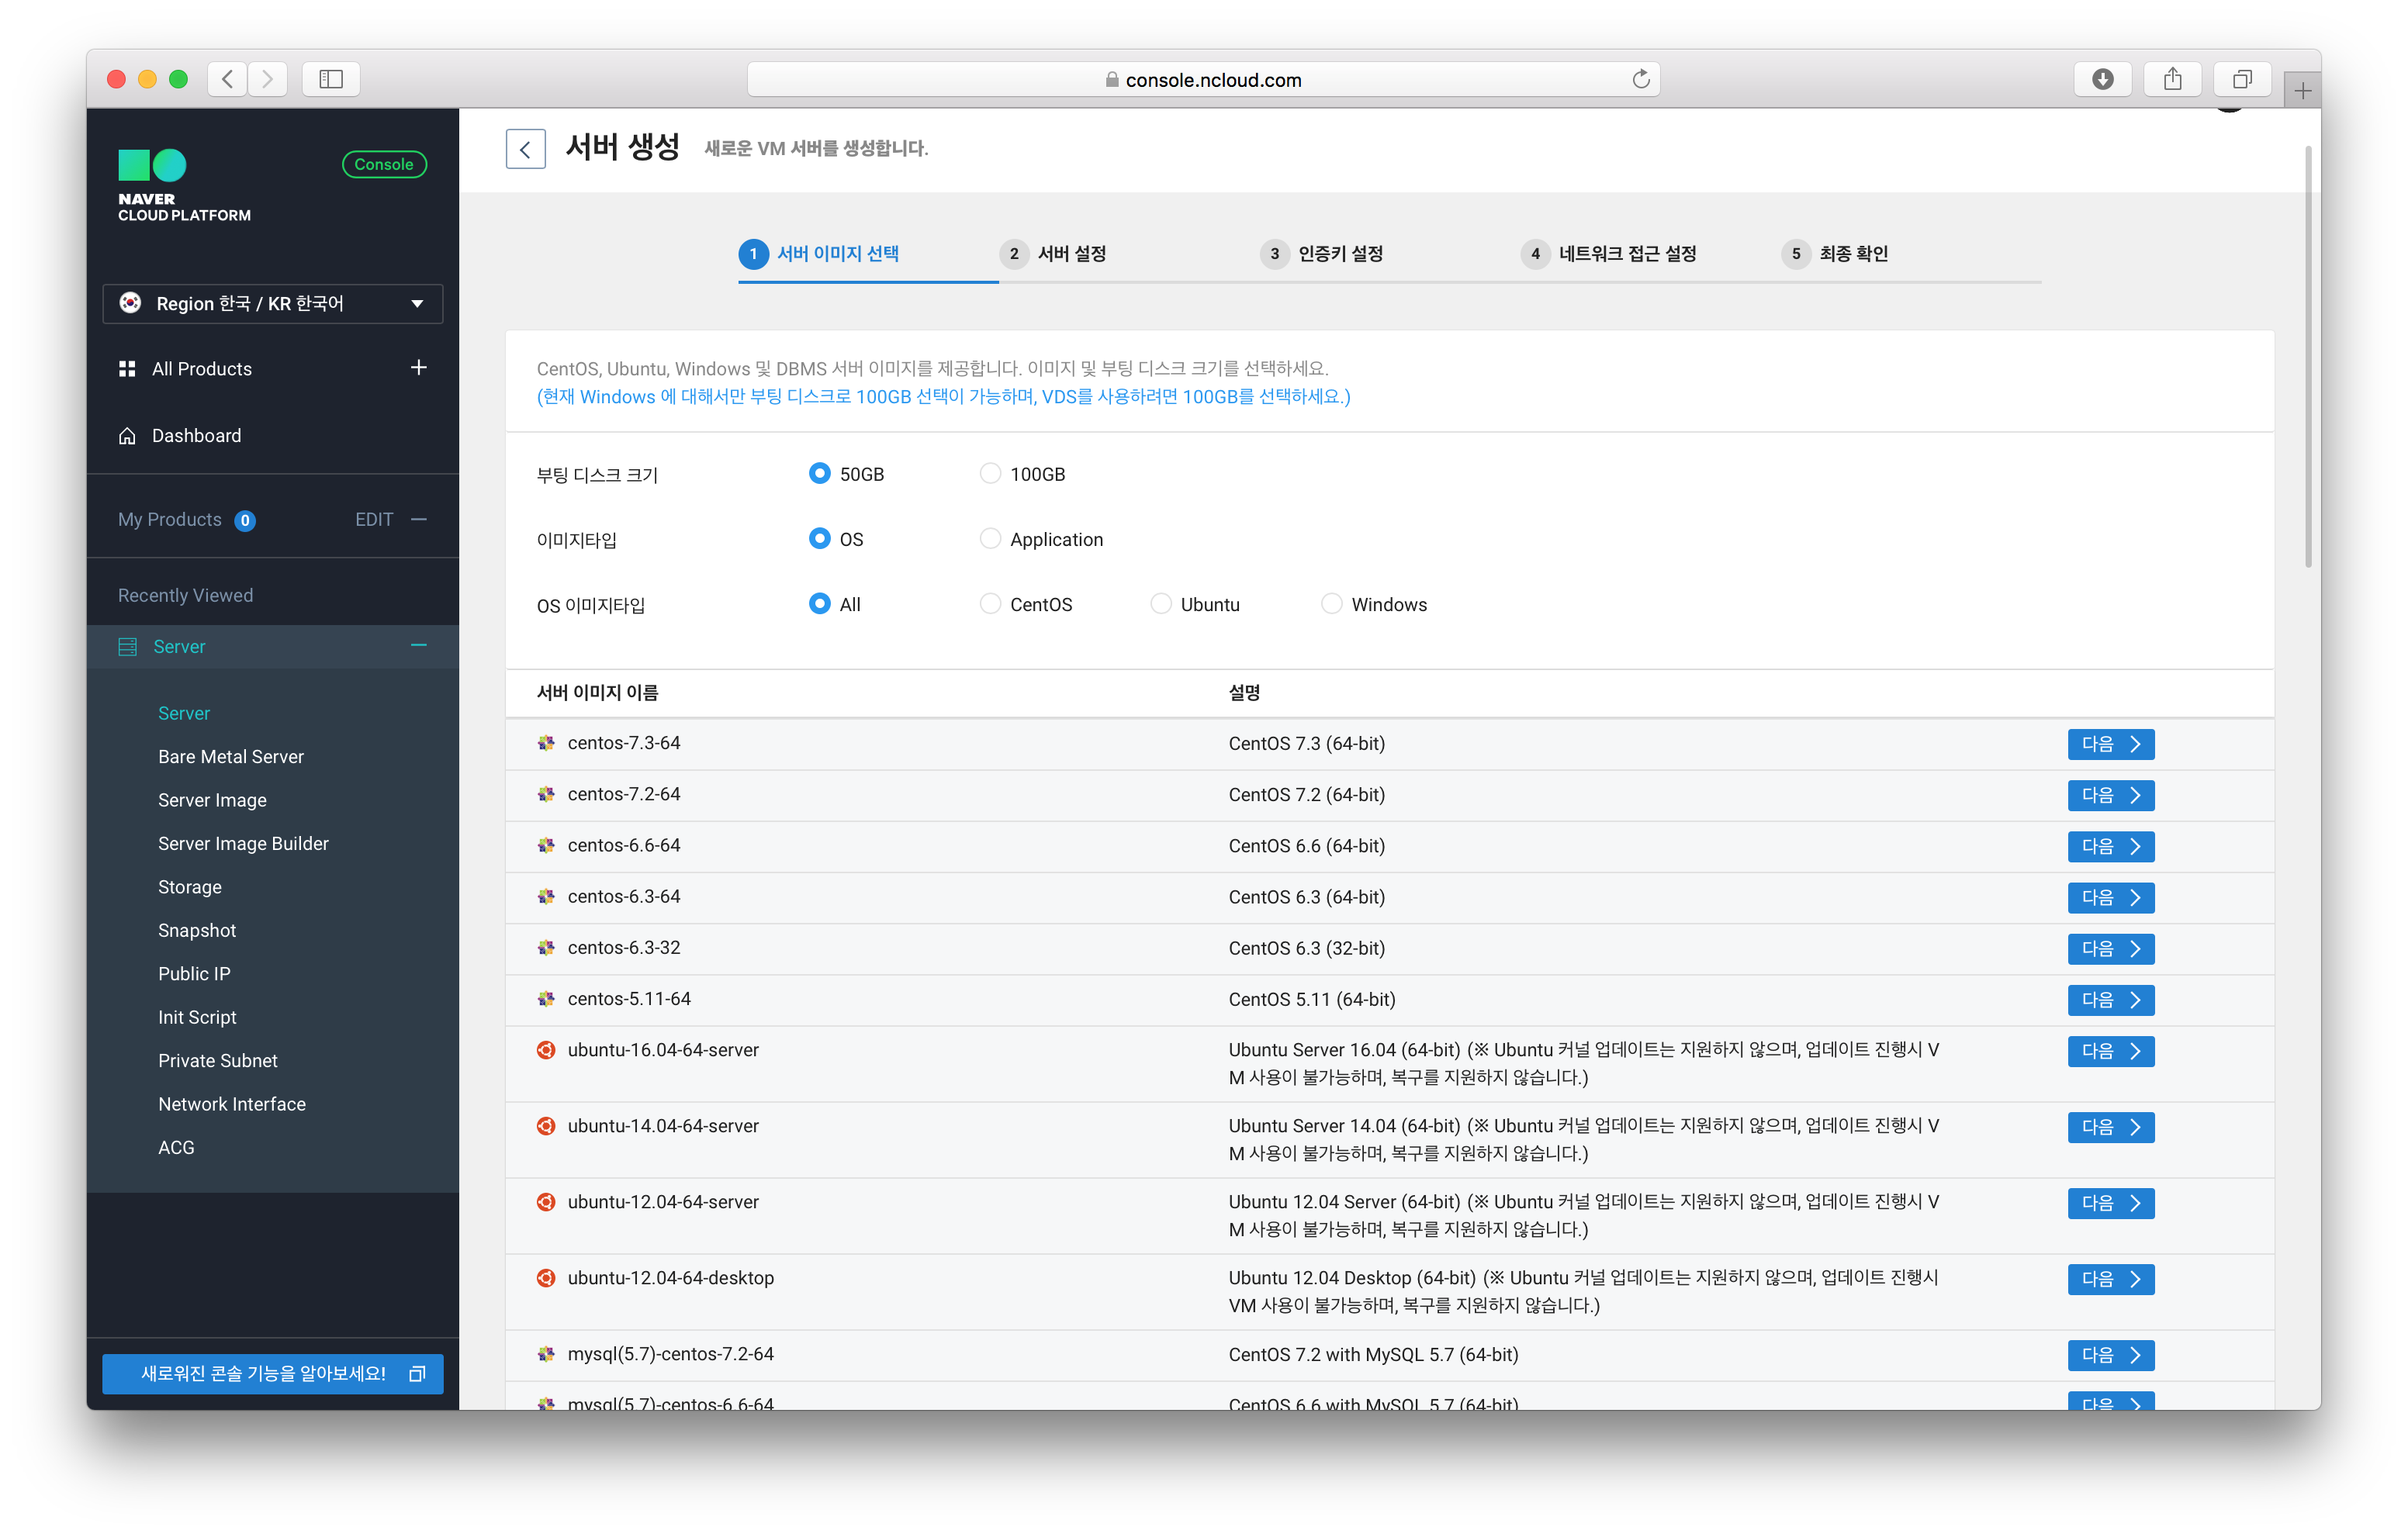 console.ncloud.com
NAVER
CLOUD PLATFORM
Console
Region 한국 / KR 한국어
All Products
Dashboard
My Products 0 EDIT
Recently Viewed
Server
Server
Bare Metal Server
Server Image
Server Image Builder
Storage
Snapshot
Public IP
Init Script
Private Subnet
Network Interface
ACG
새로워진 콘솔 기능을 알아보세요!
서버 생성 새로운 VM 서버를 생성합니다.
1 서버 이미지 선택 2 서버 설정 3 인증키 설정 4 네트워크 접근 설정 5 최종 확인
CentOS, Ubuntu, Windows 및 DBMS 서버 이미지를 제공합니다. 이미지 및 부팅 디스크 크기를 선택하세요.
(현재 Windows 에 대해서만 부팅 디스크로 100GB 선택이 가능하며, VDS를 사용하려면 100GB를 선택하세요.)
부팅 디스크 크기 50GB 100GB
이미지타입 OS Application
OS 이미지타입 All CentOS Ubuntu Windows
서버 이미지 이름 설명
centos-7.3-64 CentOS 7.3 (64-bit) 다음
centos-7.2-64 CentOS 7.2 (64-bit) 다음
centos-6.6-64 CentOS 6.6 (64-bit) 다음
centos-6.3-64 CentOS 6.3 (64-bit) 다음
centos-6.3-32 CentOS 6.3 (32-bit) 다음
centos-5.11-64 CentOS 5.11 (64-bit) 다음
ubuntu-16.04-64-server Ubuntu Server 16.04 (64-bit) (※ Ubuntu 커널 업데이트는 지원하지 않으며, 업데이트 진행시 V 다음
M 사용이 불가능하며, 복구를 지원하지 않습니다.)
ubuntu-14.04-64-server Ubuntu Server 14.04 (64-bit) (※ Ubuntu 커널 업데이트는 지원하지 않으며, 업데이트 진행시 V 다음
M 사용이 불가능하며, 복구를 지원하지 않습니다.)
ubuntu-12.04-64-server Ubuntu 12.04 Server (64-bit) (※ Ubuntu 커널 업데이트는 지원하지 않으며, 업데이트 진행시 V 다음
M 사용이 불가능하며, 복구를 지원하지 않습니다.)
ubuntu-12.04-64-desktop Ubuntu 12.04 Desktop (64-bit) (※ Ubuntu 커널 업데이트는 지원하지 않으며, 업데이트 진행시 다음
VM 사용이 불가능하며, 복구를 지원하지 않습니다.)
mysql(5.7)-centos-7.2-64 CentOS 7.2 with MySQL 5.7 (64-bit) 다음
mysql(5.7)-centos-6.6-64 CentOS 6.6 with MySQL 5.7 (64-bit) 다음